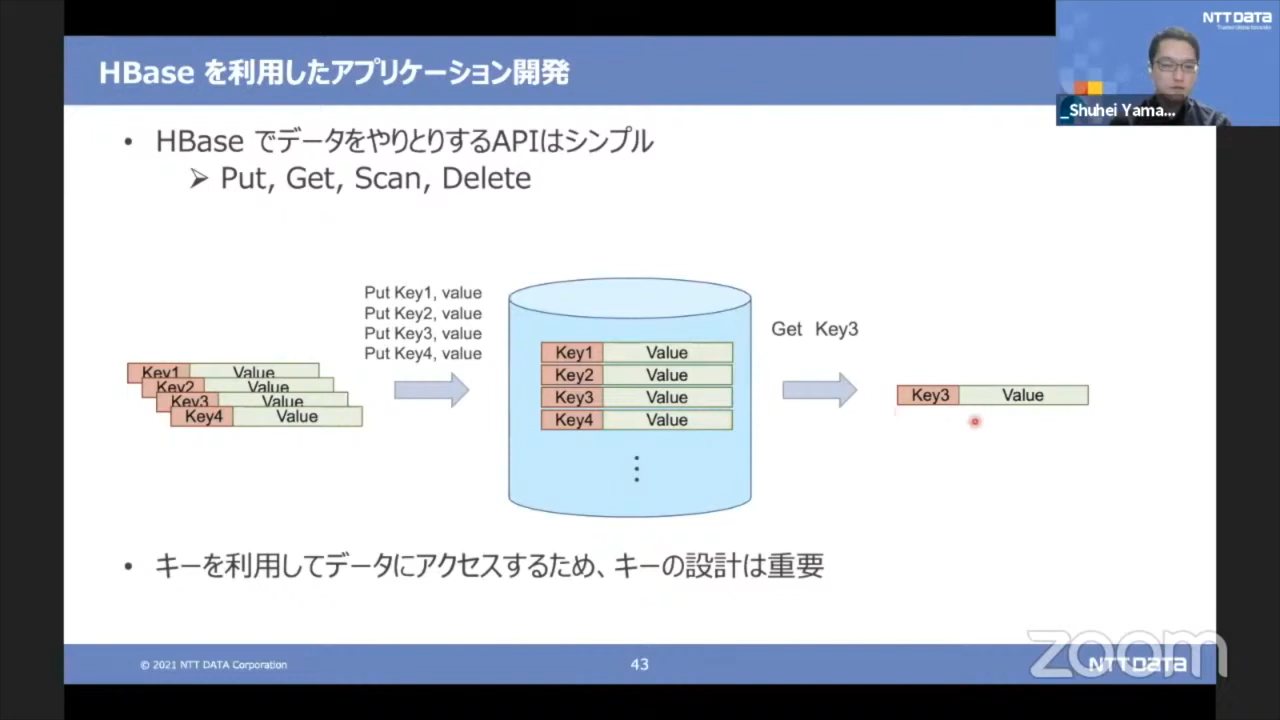 HBase を利用したアプリケーション開発
NTT DATA
_Shuhei Yama...
• HBase でデータをやりとりするAPIはシンプル
➢ Put, Get, Scan, Delete
Put Key1, value
Put Key2, value
Put Key3, value
Put Key4, value
Key1 Value
Key2 Value
Key3 Value
Key4 Value
Key1 Value
Key2 Value
Key3 Value
Key4 Value
Get Key3
Key3 Value
• キーを利用してデータにアクセスするため、キーの設計は重要
© 2021 NTT DATA Corporation
43
zoom
NTT DATA